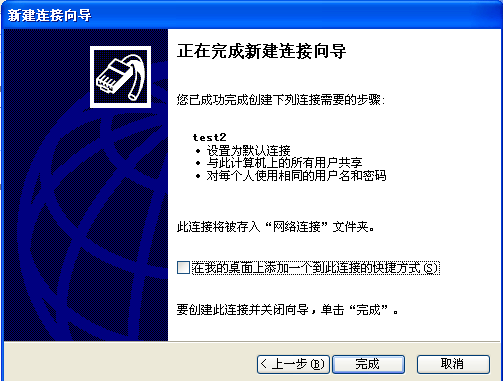 新建连接向导
正在完成新建连接向导
您已成功完成创建下列连接需要的步骤:
test2
• 设置为默认连接
• 与此计算机上的所有用户共享
• 对每个人使用相同的用户名和密码
此连接将被存入“网络连接”文件夹。
在我的桌面上添加一个到此连接的快捷方式(S)
要创建此连接并关闭向导，单击“完成”。
< 上一步(B)
完成
取消